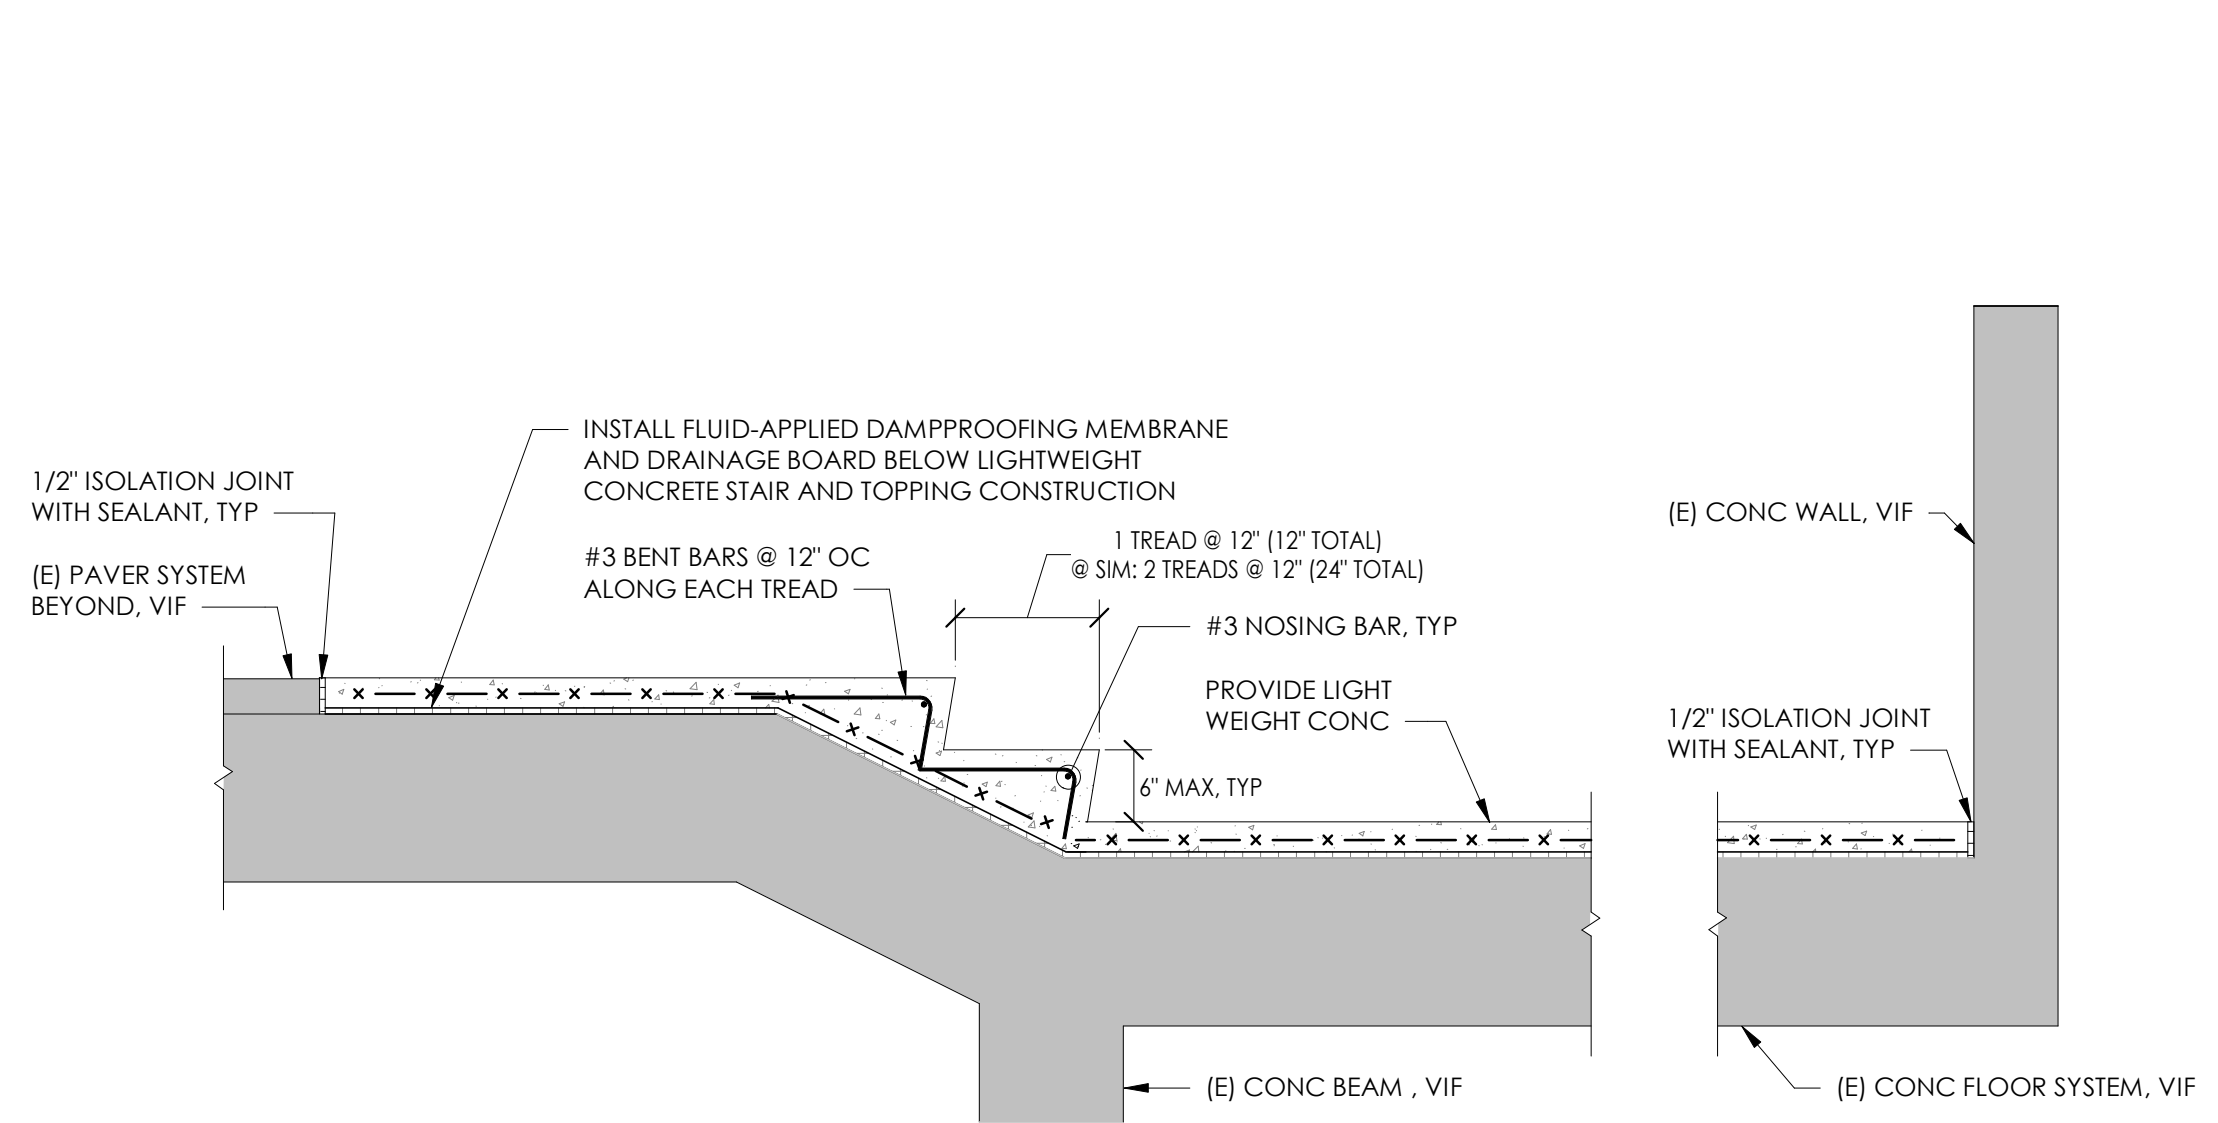 INSTALL FLUID-APPLIED DAMPPROOFING MEMBRANE
AND DRAINAGE BOARD BELOW LIGHTWEIGHT
CONCRETE STAIR AND TOPPING CONSTRUCTION
1/2" ISOLATION JOINT
WITH SEALANT, TYP
(E) PAVER SYSTEM
BEYOND, VIF
#3 BENT BARS @ 12" OC
ALONG EACH TREAD
1 TREAD @ 12" (12" TOTAL)
@ SIM: 2 TREADS @ 12" (24" TOTAL)
#3 NOSING BAR, TYP
PROVIDE LIGHT
WEIGHT CONC
6" MAX, TYP
(E) CONC WALL, VIF
1/2" ISOLATION JOINT
WITH SEALANT, TYP
(E) CONC BEAM , VIF
(E) CONC FLOOR SYSTEM, VIF